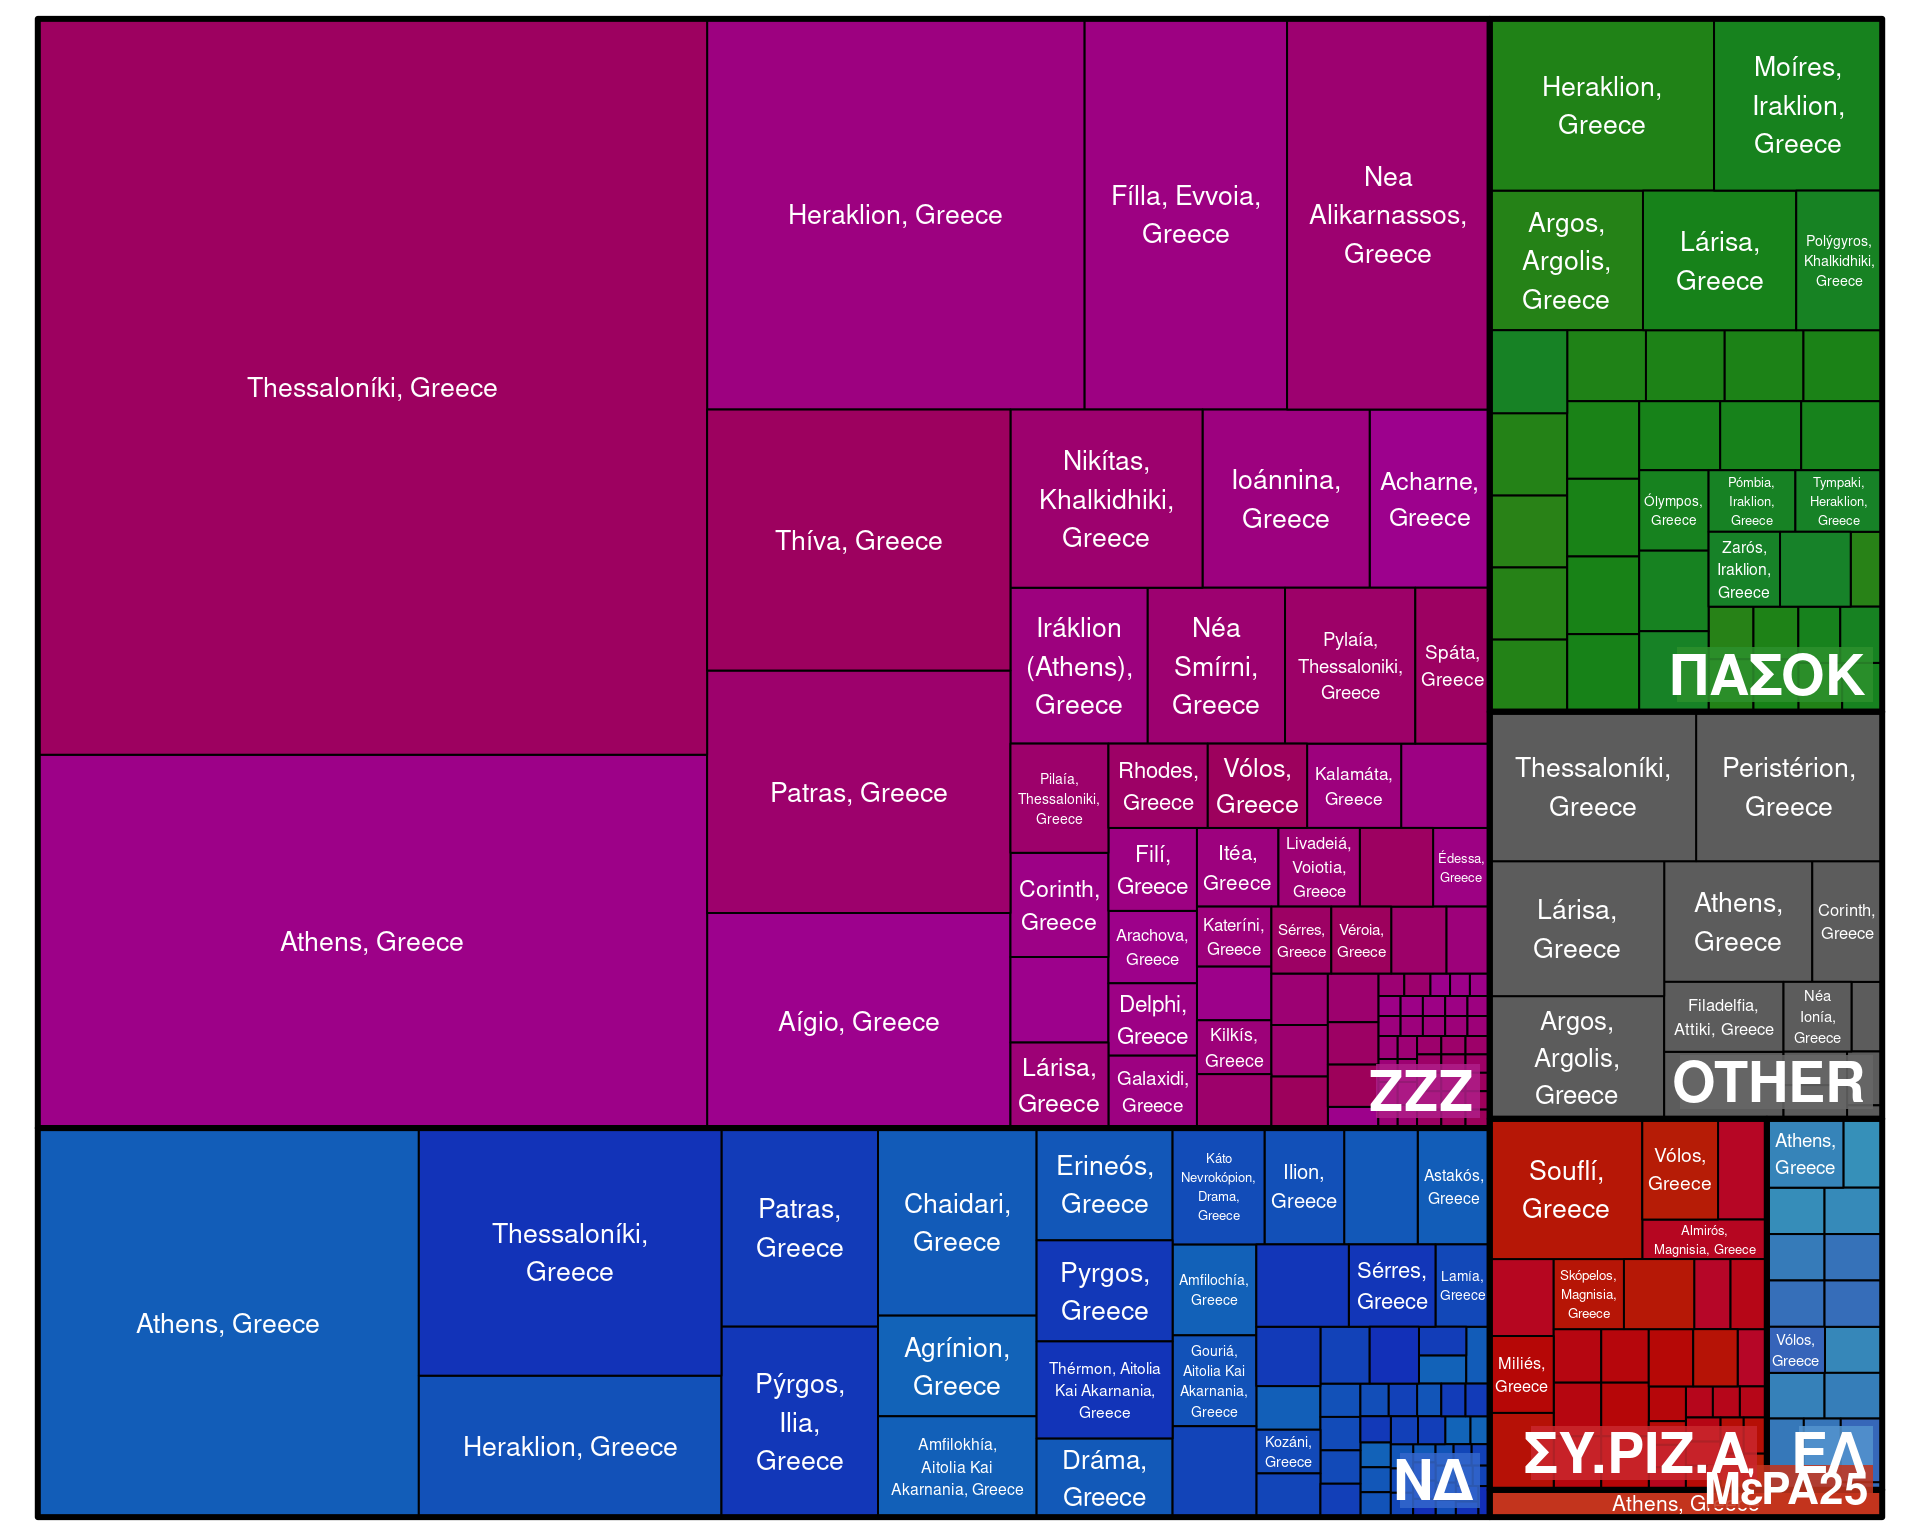 Thessaloníki, Greece
Athens, Greece
Heraklion, Greece
Fílla, Evvoia,
Greece
Nea
Alikarnassos,
Greece
Thíva, Greece
Patras, Greece
Aígio, Greece
Nikítas,
Khalkidhiki,
Greece
Ioánnina,
Greece
Acharne,
Greece
Iráklion
(Athens),
Greece
Néa
Smírni,
Greece
Pylaía,
Thessaloniki,
Greece
Spáta,
Greece
Pilaía,
Thessaloniki,
Greece
Rhodes,
Greece
Vólos,
Greece
Kalamáta,
Greece
Corinth,
Greece
Filí,
Greece
Itéa,
Greece
Livadeiá,
Voiotia,
Greece
Édessa,
Greece
Arachova,
Greece
Kateríni,
Greece
Sérres,
Greece
Véroia,
Greece
Delphi,
Greece
Kilkís,
Greece
Lárisa,
Greece
Galaxidi,
Greece
ZZZ
Athens, Greece
Thessaloníki,
Greece
Heraklion, Greece
Patras,
Greece
Pýrgos,
Ilia,
Greece
Chaidari,
Greece
Agrínion,
Greece
Amfilokhía,
Aitolia Kai
Akarnania, Greece
Erineós,
Greece
Pyrgos,
Greece
Thérmon, Aitolia
Kai Akarnania,
Greece
Dráma,
Greece
Káto
Nevrokópion,
Drama,
Greece
Ilion,
Greece
Astakós,
Greece
Amfilochía,
Greece
Sérres,
Greece
Lamía,
Greece
Gouriá,
Aitolia Kai
Akarnania,
Greece
Kozáni,
Greece
ΝΔ
Heraklion,
Greece
Moíres,
Iraklion,
Greece
Argos,
Argolis,
Greece
Lárisa,
Greece
Polýgyros,
Khalkidhiki,
Greece
Ólympos,
Greece
Pómbia,
Iraklion,
Greece
Tympaki,
Heraklion,
Greece
Zarós,
Iraklion,
Greece
ΠΑΣΟΚ
Thessaloníki,
Greece
Peristérion,
Greece
Lárisa,
Greece
Athens,
Greece
Corinth,
Greece
Argos,
Argolis,
Greece
Filadelfia,
Attiki, Greece
Néa
Ionía,
Greece
OTHER
Souflí,
Greece
Vólos,
Greece
Almirós,
Magnisia, Greece
Skópelos,
Magnisia,
Greece
Miliés,
Greece
ΣΥ.ΡΙΖ.Α.
Athens,
Greece
Vólos,
Greece
ΕΛ
Athens, Greece
ΜέΡΑ25